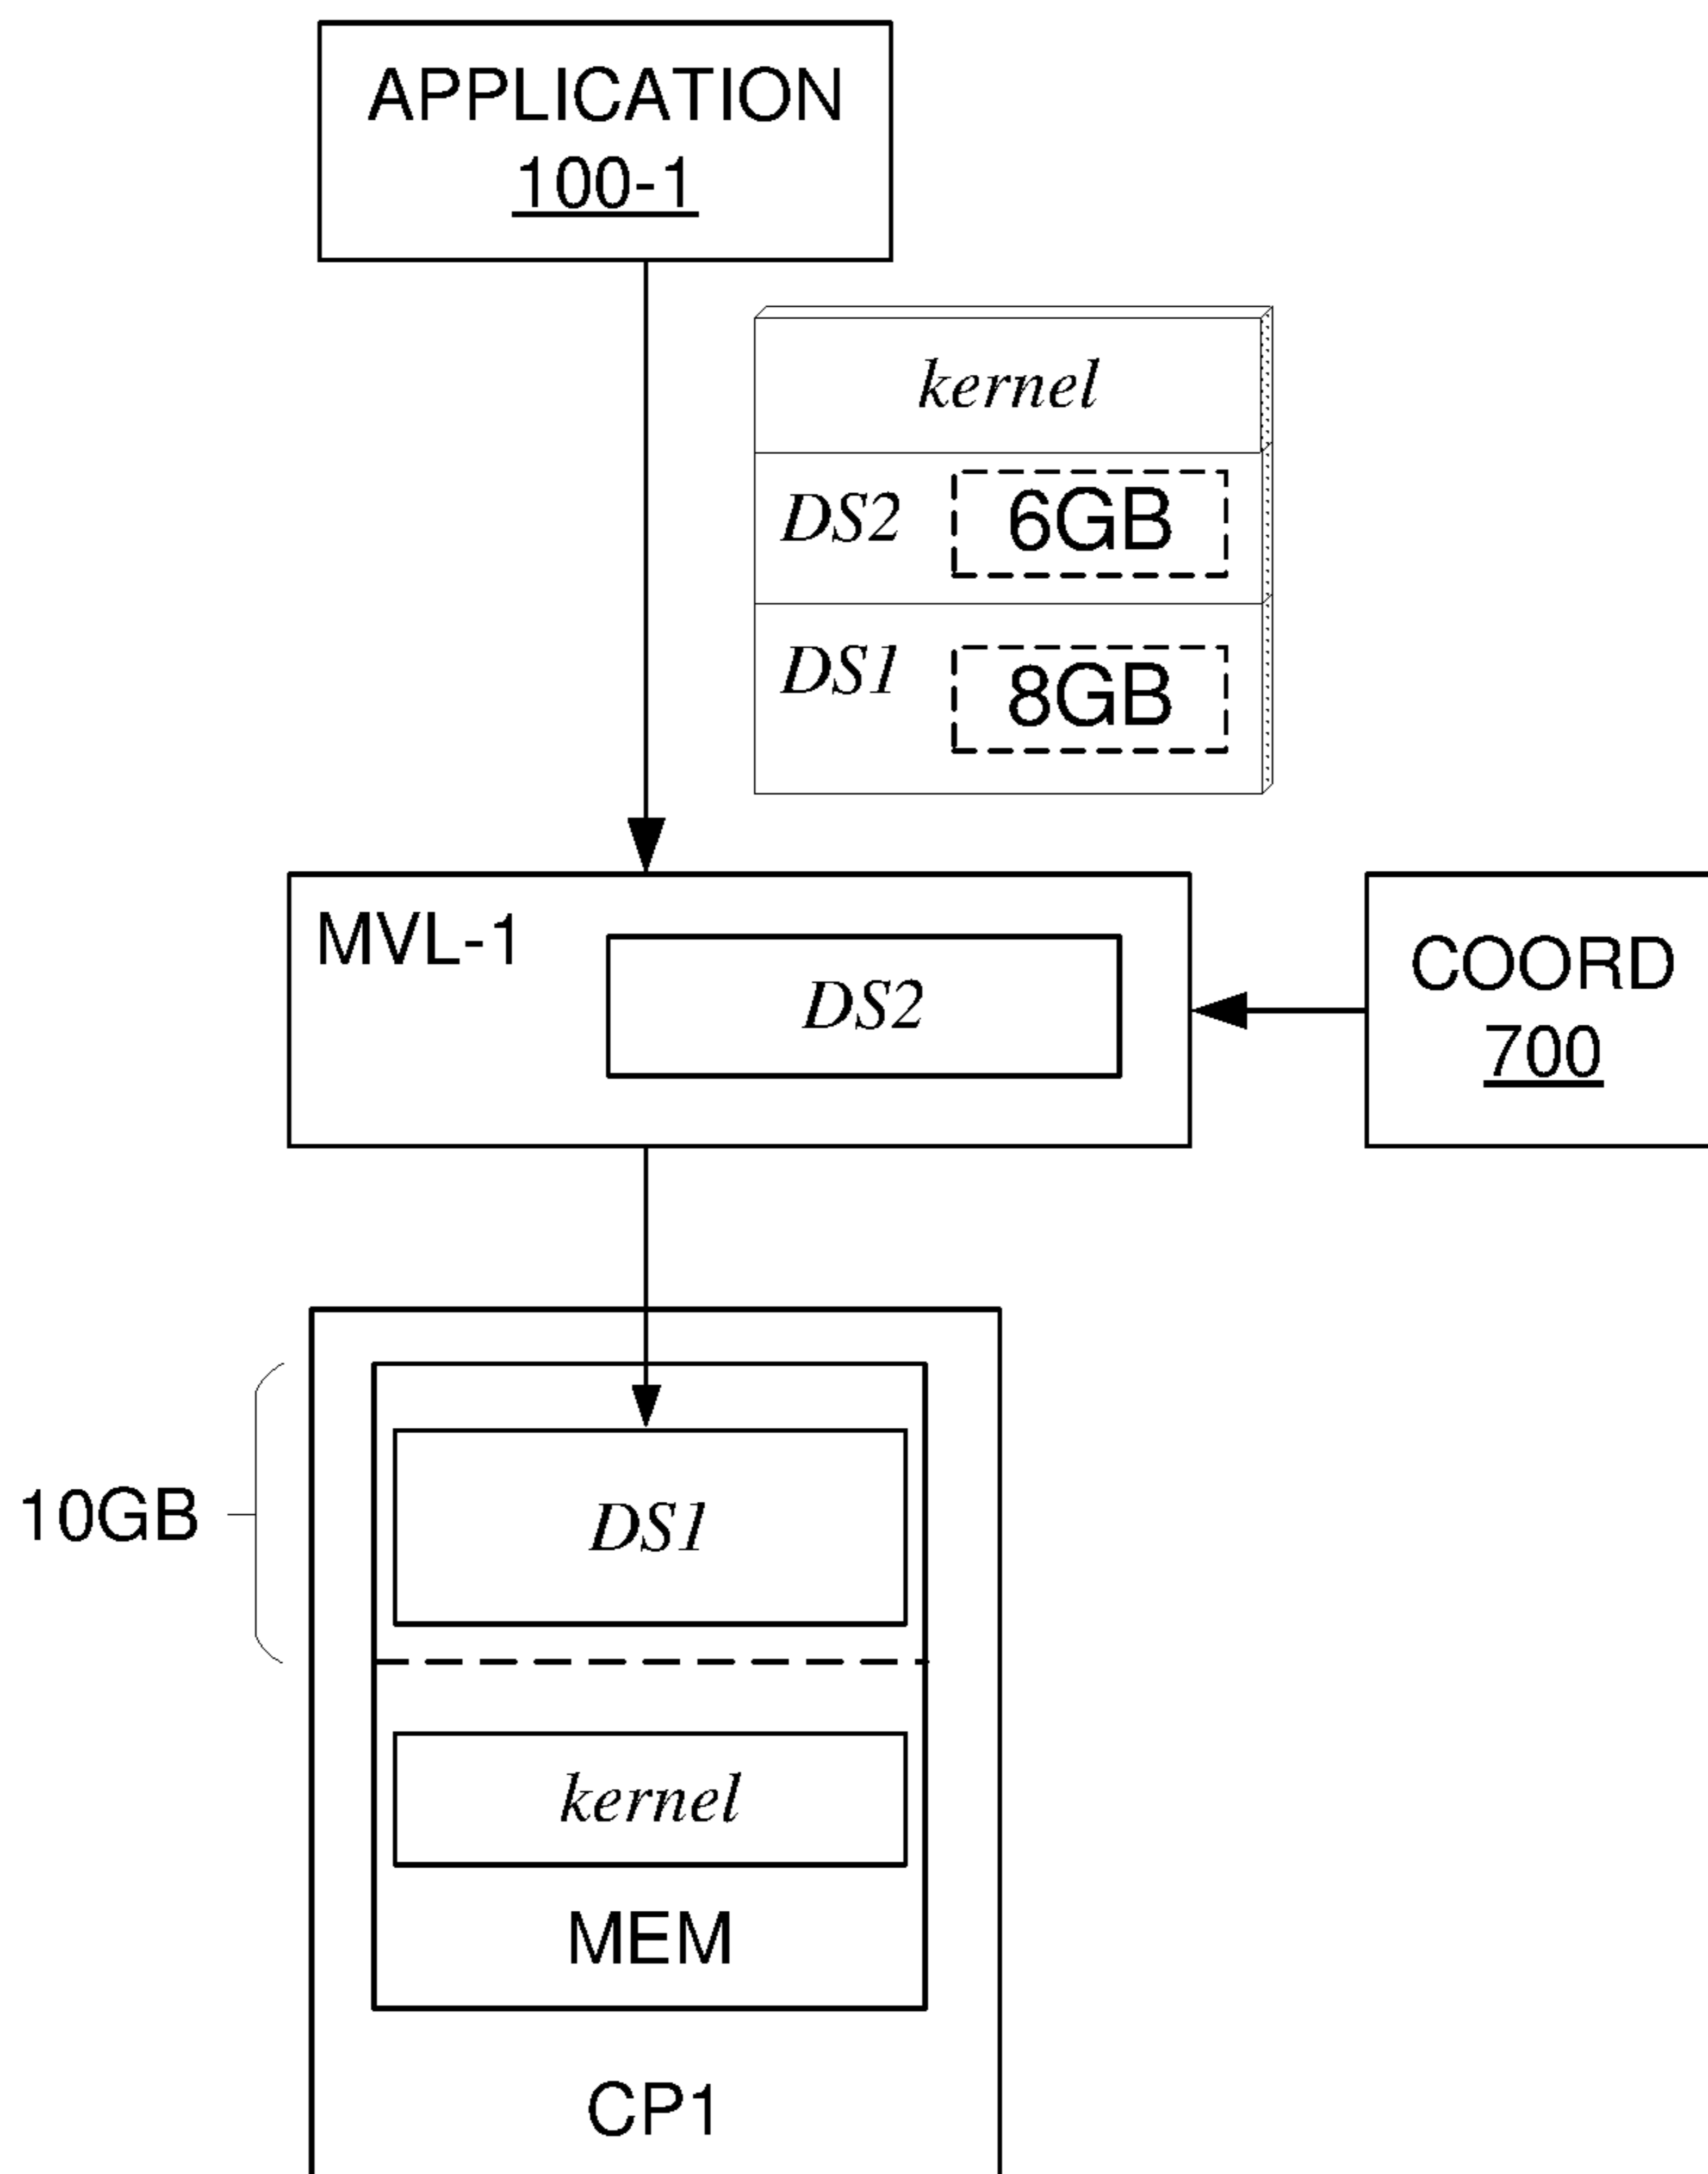 APPLICATION
100-1
kernel
DS2 6GB
DS1 8GB
MVL-1
DS2
COORD
700
10GB
DS1
kernel
MEM
CP1